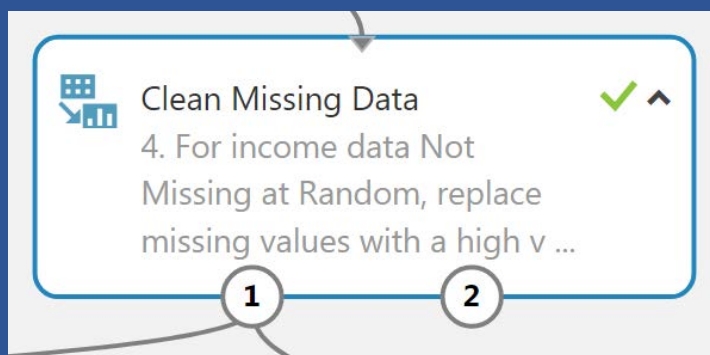 Clean Missing Data
4. For income data Not
Missing at Random, replace
missing values with a high v ...
1
2